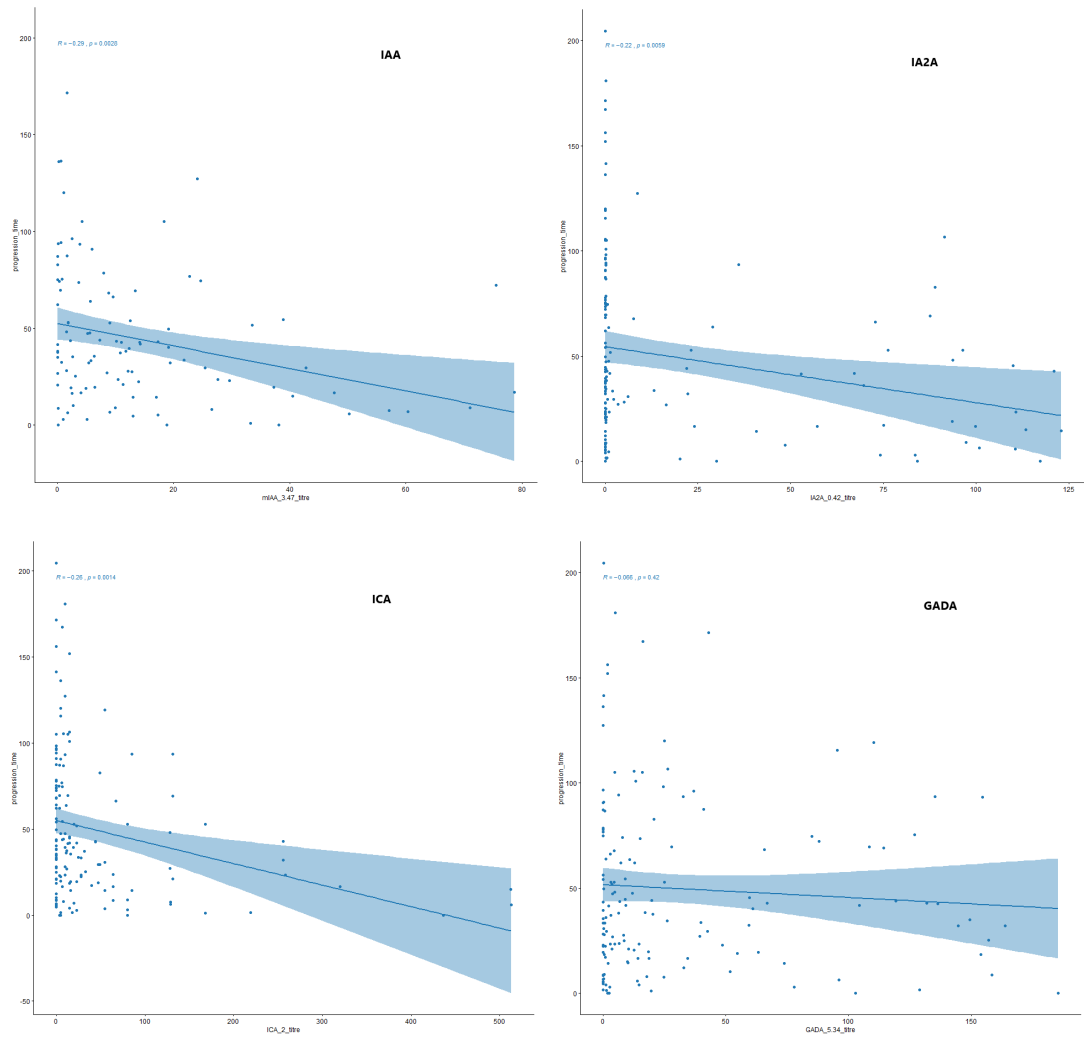 R = −0.29 , p = 0.0028
IAA
progression_time
200
150
100
50
0
0
20
40
60
80
mIAA_3.47_titre
R = −0.22 , p = 0.0059
IA2A
progression_time
200
150
100
50
0
0
25
50
75
100
125
IA2A_0.42_titre
R = −0.26 , p = 0.0014
ICA
progression_time
200
150
100
50
0
-50
0
100
200
300
400
500
ICA_2_titre
R = −0.066 , p = 0.42
GADA
progression_time
200
150
100
50
0
0
50
100
150
GADA_5.34_titre